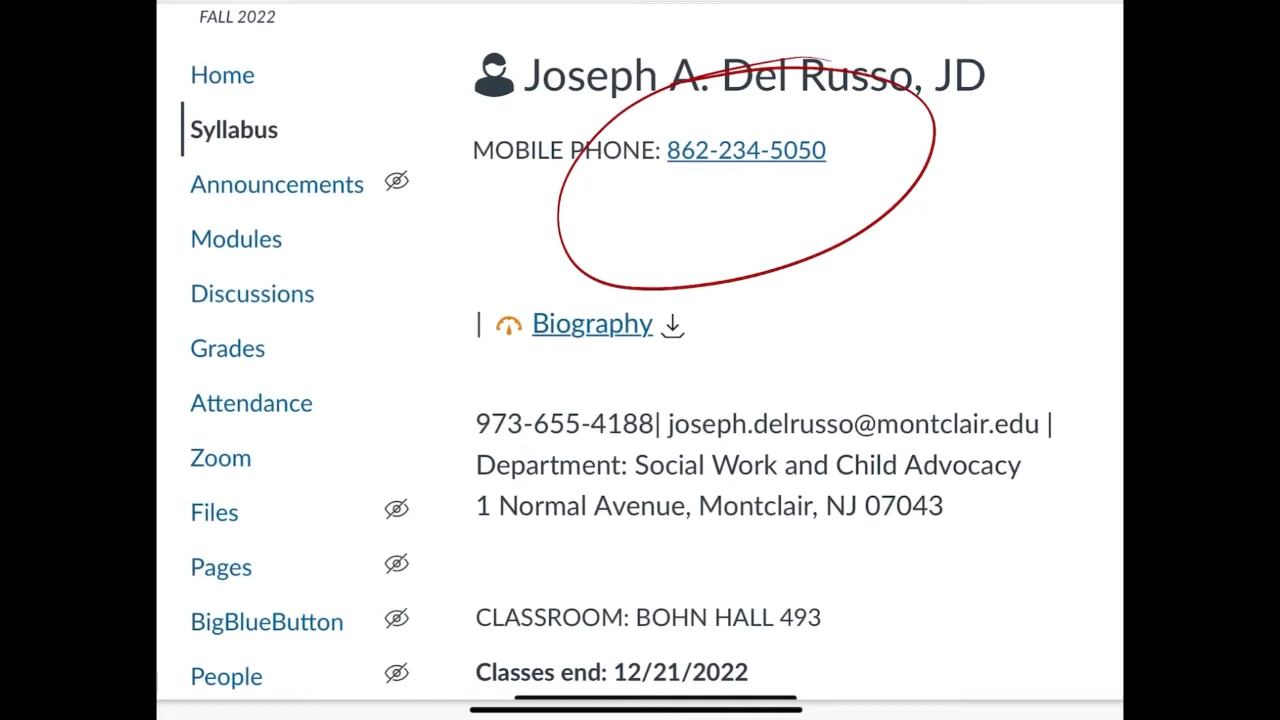 FALL 2022
Home
Syllabus
Announcements
Modules
Discussions
Grades
Attendance
Zoom
Files
Pages
BigBlueButton
People
Joseph A. Del Russo, JD
MOBILE PHONE: 862-234-5050
| Biography
973-655-4188| joseph.delrusso@montclair.edu |
Department: Social Work and Child Advocacy
1 Normal Avenue, Montclair, NJ 07043
CLASSROOM: BOHN HALL 493
Classes end: 12/21/2022